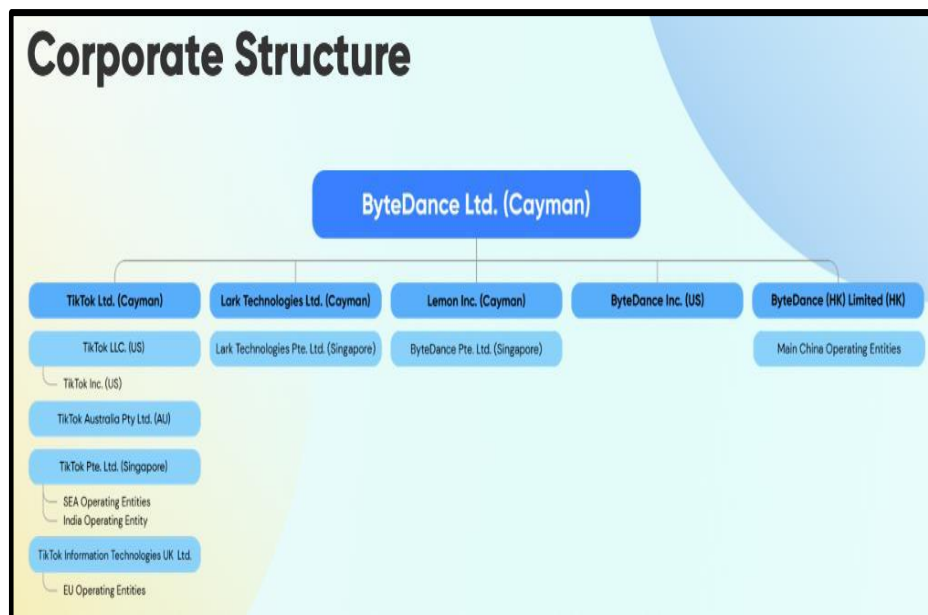 Corporate Structure
ByteDance Ltd. (Cayman)
TikTok Ltd. (Cayman)
Lark Technologies Ltd. (Cayman)
Lemon Inc. (Cayman)
ByteDance Inc. (US)
ByteDance (HK) Limited (HK)
TikTok LLC. (US)
Lark Technologies Pte. Ltd. (Singapore)
ByteDance Pte. Ltd. (Singapore)
Main China Operating Entities
TikTok Inc. (US)
TikTok Australia Pty Ltd. (AU)
TikTok Pte. Ltd. (Singapore)
SEA Operating Entities
India Operating Entity
TikTok Information Technologies UK Ltd.
EU Operating Entities